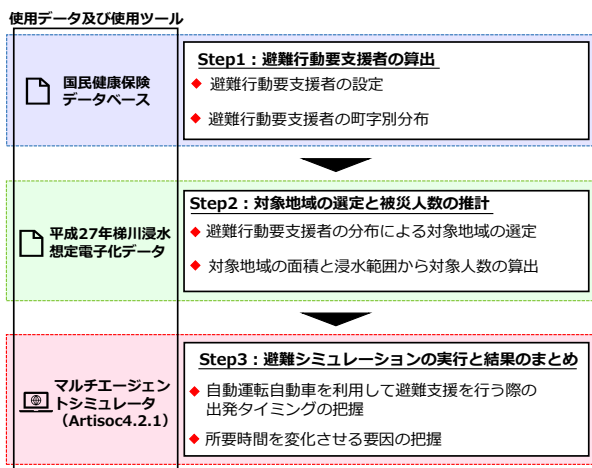 使用データ及び使用ツール
国民健康保険
データベース
Step1：避難行動要支援者の算出
避難行動要支援者の設定
避難行動要支援者の町字別分布
平成27年梯川浸水
想定電子化データ
Step2：対象地域の選定と被災人数の推計
避難行動要支援者の分布による対象地域の選定
対象地域の面積と浸水範囲から対象人数の算出
マルチエージェン
トシミュレータ
（Artisoc4.2.1）
Step3：避難シミュレーションの実行と結果のまとめ
自動運転自動車を利用して避難支援を行う際の
出発タイミングの把握
所要時間を変化させる要因の把握